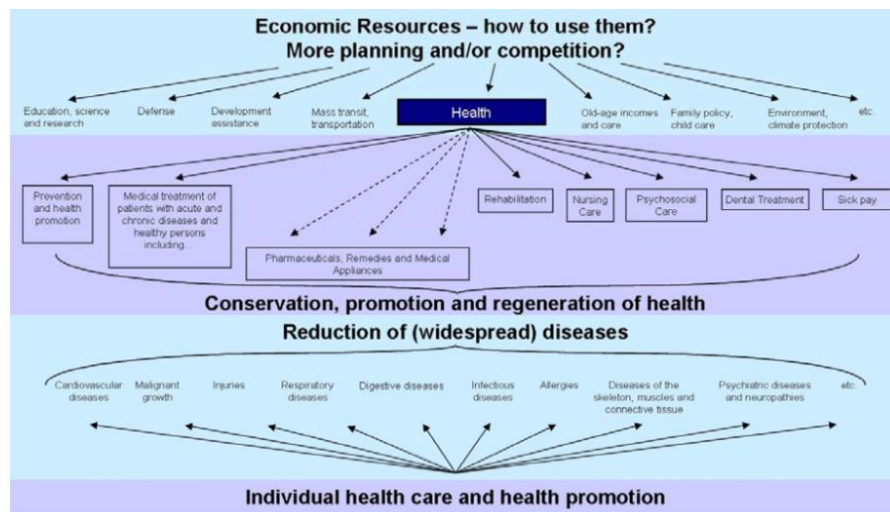 Economic Resources – how to use them?
More planning and/or competition?
Education, science
and research
Defense
Development
assistance
Mass transit,
transportation
Health
Old-age incomes
and care
Family policy,
child care
Environment,
climate protection
etc.
Prevention
and health
promotion
Medical treatment of
patients with acute and
chronic diseases and
healthy persons
including...
Pharmaceuticals, Remedies and Medical
Appliances
Rehabilitation
Nursing
Care
Psychosocial
Care
Dental Treatment
Sick pay
Conservation, promotion and regeneration of health
Reduction of (widespread) diseases
Cardiovascular
diseases
Malignant
growth
Injuries
Respiratory
diseases
Digestive diseases
Infectious
diseases
Allergies
Diseases of the
skeleton, muscles and
connective tissue
Psychiatric diseases
and neuropathies
etc.
Individual health care and health promotion